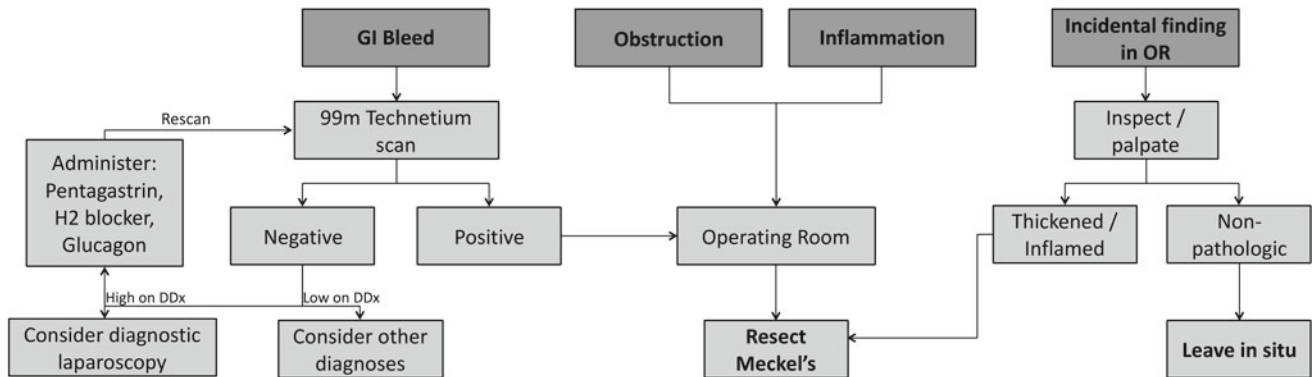 GI Bleed
Obstruction
Inflammation
Incidental finding
in OR
Rescan
99m Technetium
scan
Inspect /
palpate
Administer:
Pentagastrin,
H2 blocker,
Glucagon
Negative
Positive
Operating Room
Thickened /
Inflamed
Non-
pathologic
High on DDx
Low on DDx
Consider diagnostic
laparoscopy
Consider other
diagnoses
Resect
Meckel's
Leave in situ